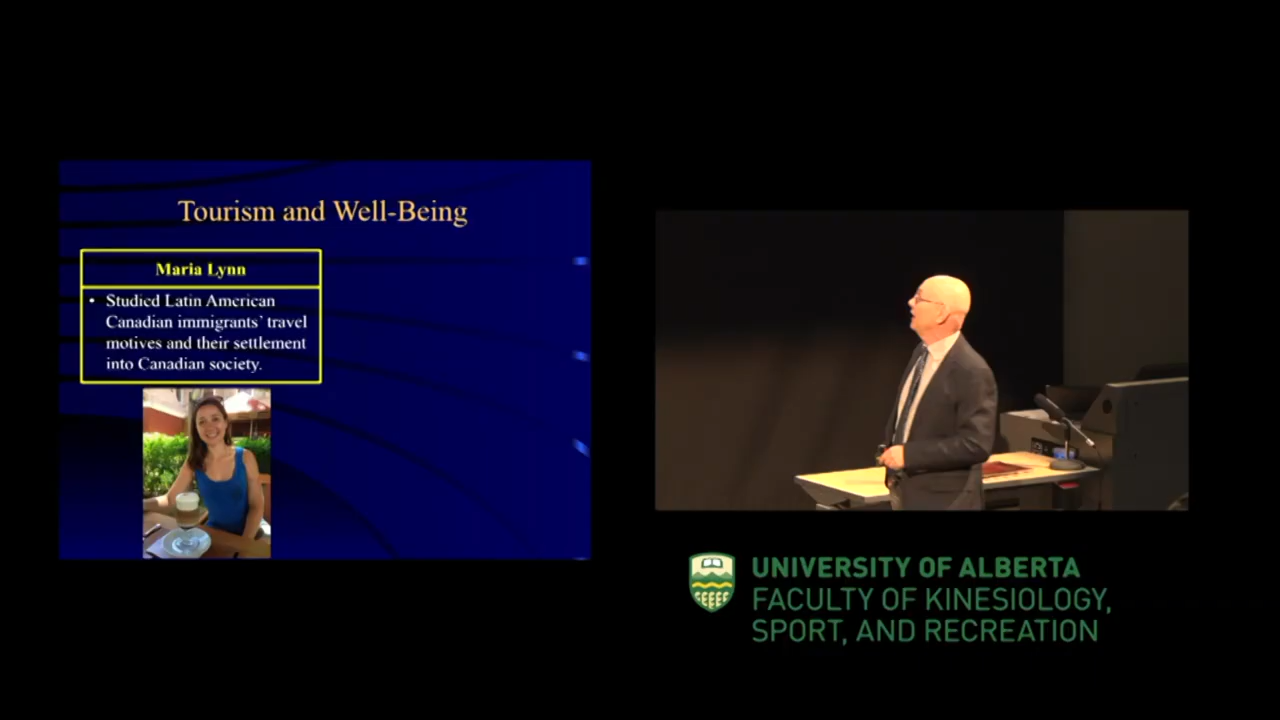 Tourism and Well-Being
Maria Lynn
• Studied Latin American
Canadian immigrants' travel
motives and their settlement
into Canadian society.
UNIVERSITY OF ALBERTA
FACULTY OF KINESIOLOGY,
SPORT, AND RECREATION